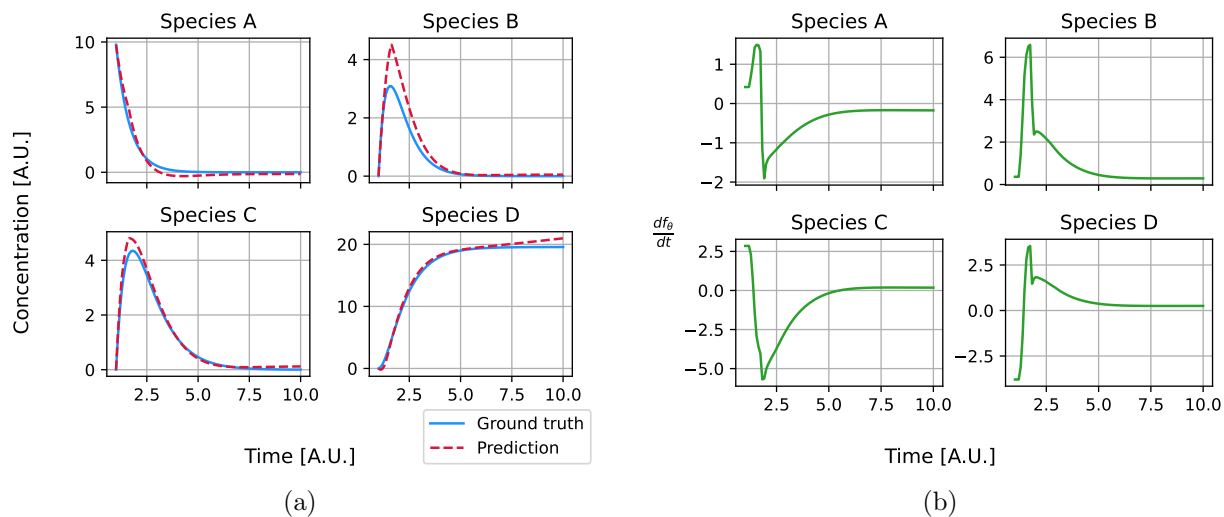 Species A
Species B
10
5
0
4
2
0
Species C
Species D
4
2
0
20
10
0
2.5
5.0
7.5
10.0
2.5
5.0
7.5
10.0
Concentration [A.U.]
Time [A.U.]
Ground truth
Prediction
(a)
Species A
Species B
1
0
−1
−2
6
4
2
0
Species C
Species D
2.5
0.0
−2.5
−5.0
2.5
0.0
−2.5
2.5
5.0
7.5
10.0
2.5
5.0
7.5
10.0
dfθ
dt
Time [A.U.]
(b)